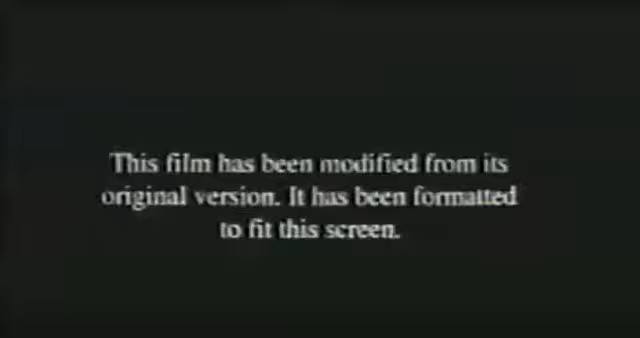 This film has been modified from its
original version. It has been formatted
to fit this screen.